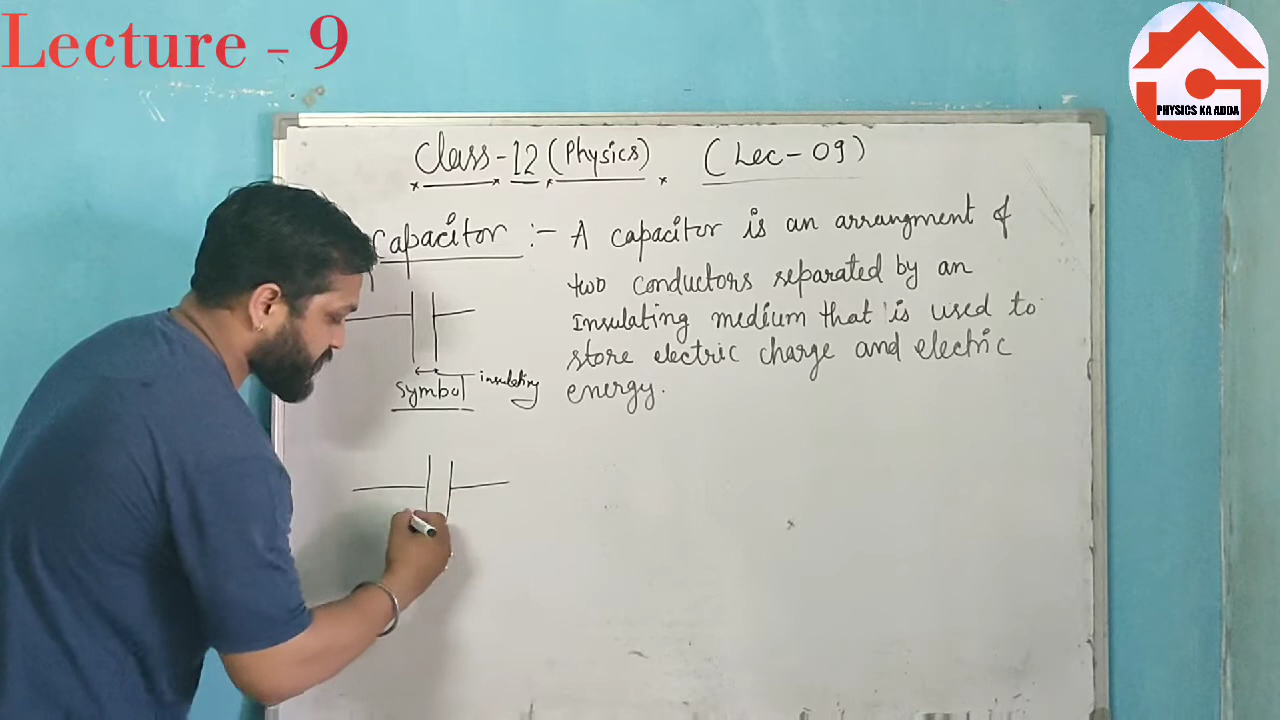 Lecture - 9
PHYSICS KA ADDA
Class-12 (Physics) (Lec-09)
Capacitor :- A capacitor is an arrangment of
two conductors separated by an
Insulating medium that is used to
store electric charge and electric
energy.
insulating
Symbol